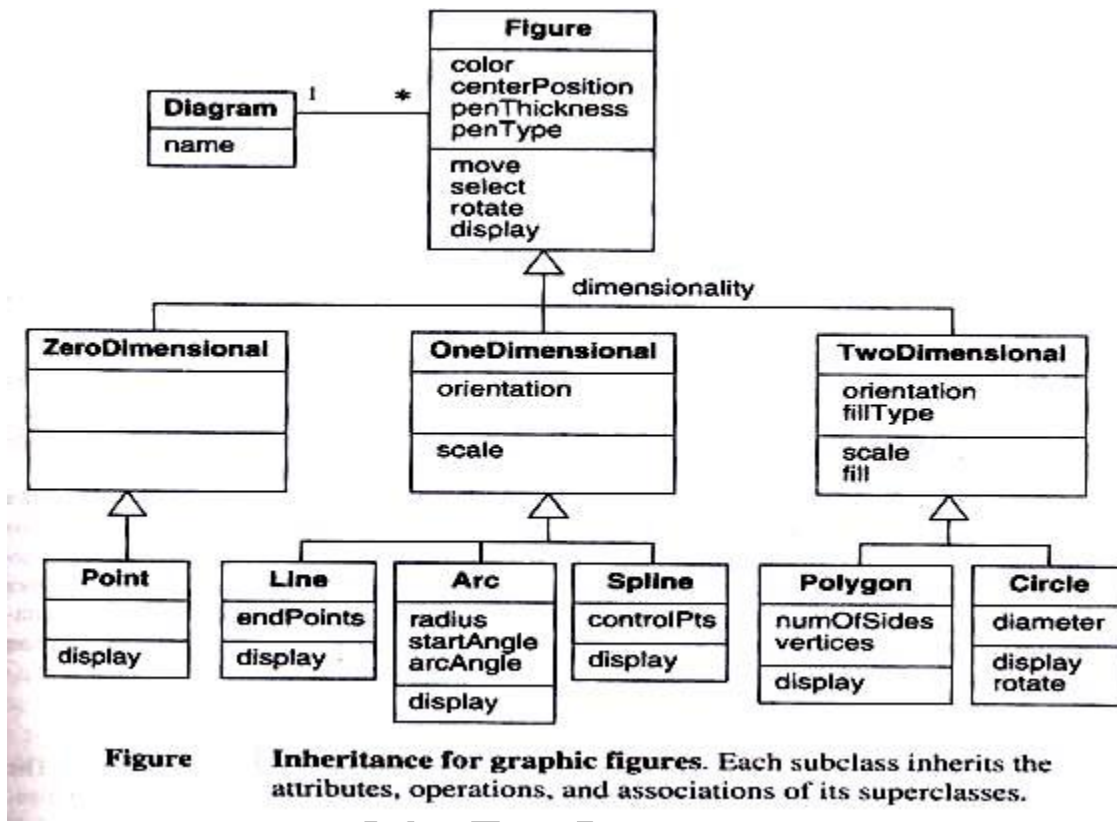 Figure
color
centerPosition
penThickness
penType
move
select
rotate
display
Diagram
name
1
*
dimensionality
ZeroDimensional
OneDimensional
orientation
scale
TwoDimensional
orientation
fillType
scale
fill
Point
display
Line
endPoints
display
Arc
radius
startAngle
arcAngle
display
Spline
controlPts
display
Polygon
numOfSides
vertices
display
Circle
diameter
display
rotate
Figure Inheritance for graphic figures. Each subclass inherits the
attributes, operations, and associations of its superclasses.